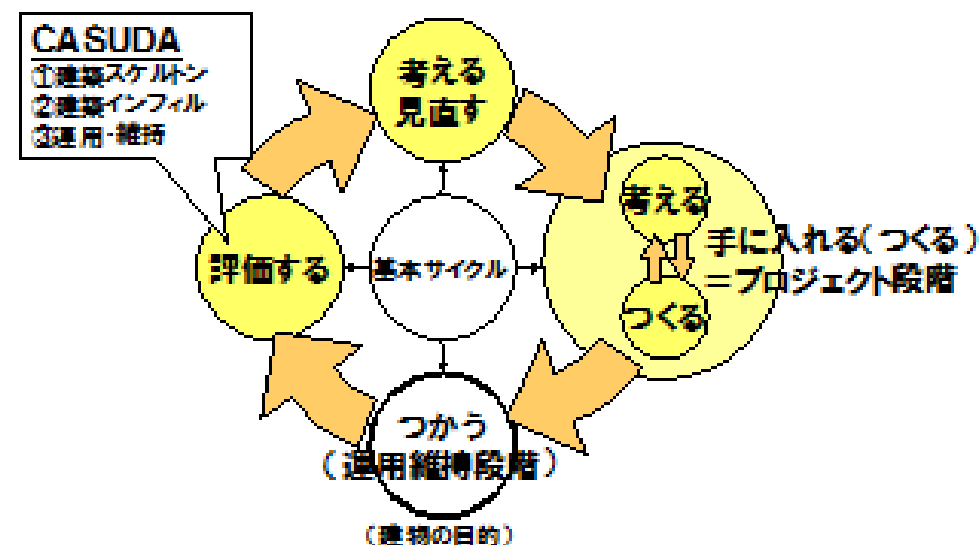 CASUDA
①建築スケルトン
②建築インフィル
③運用・維持
考える
見直す
考える
つくる
手に入れる(つくる)
＝プロジェクト段階
評価する
基本サイクル
つかう
(運用維持段階)
(建物の目的)